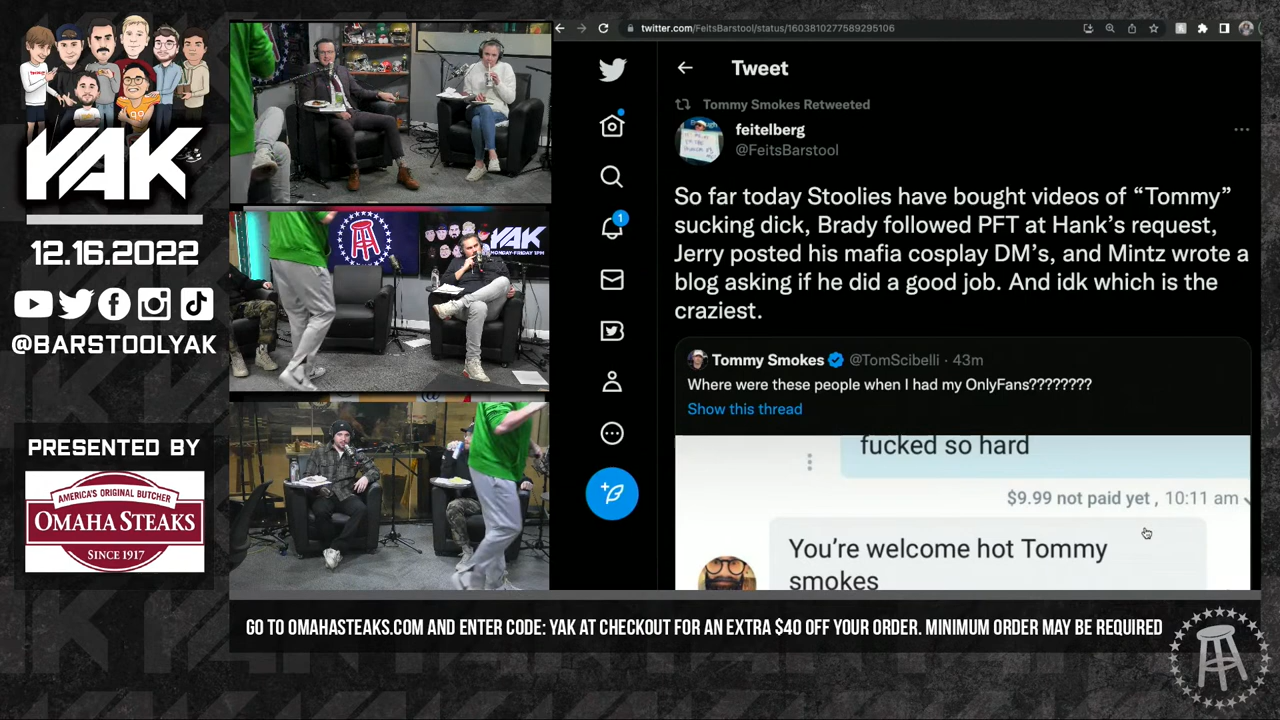 YAK
12.16.2022
@BARSTOOLYAK
PRESENTED BY
AMERICA'S ORIGINAL BUTCHER
OMAHA STEAKS
SINCE 1917
YAK
MONDAY-FRIDAY 1PM
twitter.com/FeitsBarstool/status/1603810277589295106
Tweet
Tommy Smokes Retweeted
feitelberg
@FeitsBarstool
So far today Stoolies have bought videos of “Tommy”
sucking dick, Brady followed PFT at Hank’s request,
Jerry posted his mafia cosplay DM’s, and Mintz wrote a
blog asking if he did a good job. And idk which is the
craziest.
1
Tommy Smokes @TomScibelli · 43m
Where were these people when I had my OnlyFans????????
Show this thread
fucked so hard
$9.99 not paid yet , 10:11 am
You’re welcome hot Tommy
smokes
GO TO OMAHASTEAKS.COM AND ENTER CODE: YAK AT CHECKOUT FOR AN EXTRA $40 OFF YOUR ORDER. MINIMUM ORDER MAY BE REQUIRED